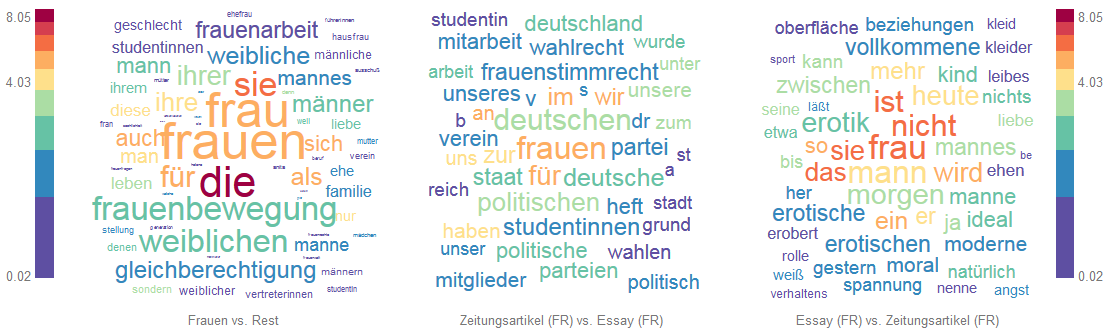 8.05
4.03
0.02
ehefrau
geschlecht frauenarbeit führerinnen
hausfrau
studentinnen weibliche männliche
mann ihrer sie mannes ausschuß
ihrem müller
diese ihre frau männer
weil liebe
fran auch frauen sich mutter
man verein
beruf
leben für die als ehe
familie
frauenbewegung nur
generation
stellung mädchen
denen weiblichen manne
gleichberechtigung männern
sondern weiblicher vertreterinnen studentin
Frauen vs. Rest
studentin deutschland
mitarbeit wahlrecht wurde
arbeit frauenstimmrecht unter
unseres v im s wir unsere
b an deutschen dr zum
verein frauen partei
uns zur st
staat für deutsche a
reich politischen heft stadt
haben studentinnen grund
unser politische wahlen
mitglieder parteien politisch
Zeitungsartikel (FR) vs. Essay (FR)
oberfläche beziehungen kleid
vollkommene kleider
sport kann mehr kind leibes
zwischen ist heute nichts
seine läßt liebe
etwa erotik nicht
so sie frau mannes
bis das mann wird ehen be
her morgen manne
erotische ein er ja ideal
erobert erotischen moderne
rolle gestern moral natürlich
weiß spannung nenne angst
verhaltens
Essay (FR) vs. Zeitungsartikel (FR)
8.05
4.03
0.02